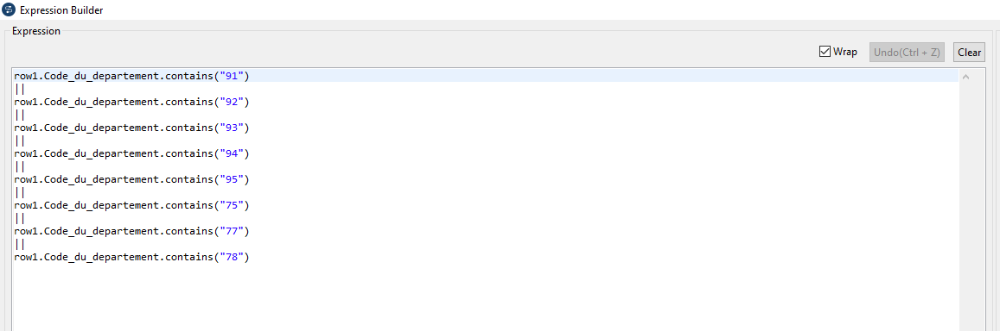 Expression Builder
Expression
Wrap
Undo(Ctrl + Z)
Clear
row1.Code_du_departement.contains("91")
||
row1.Code_du_departement.contains("92")
||
row1.Code_du_departement.contains("93")
||
row1.Code_du_departement.contains("94")
||
row1.Code_du_departement.contains("95")
||
row1.Code_du_departement.contains("75")
||
row1.Code_du_departement.contains("77")
||
row1.Code_du_departement.contains("78")